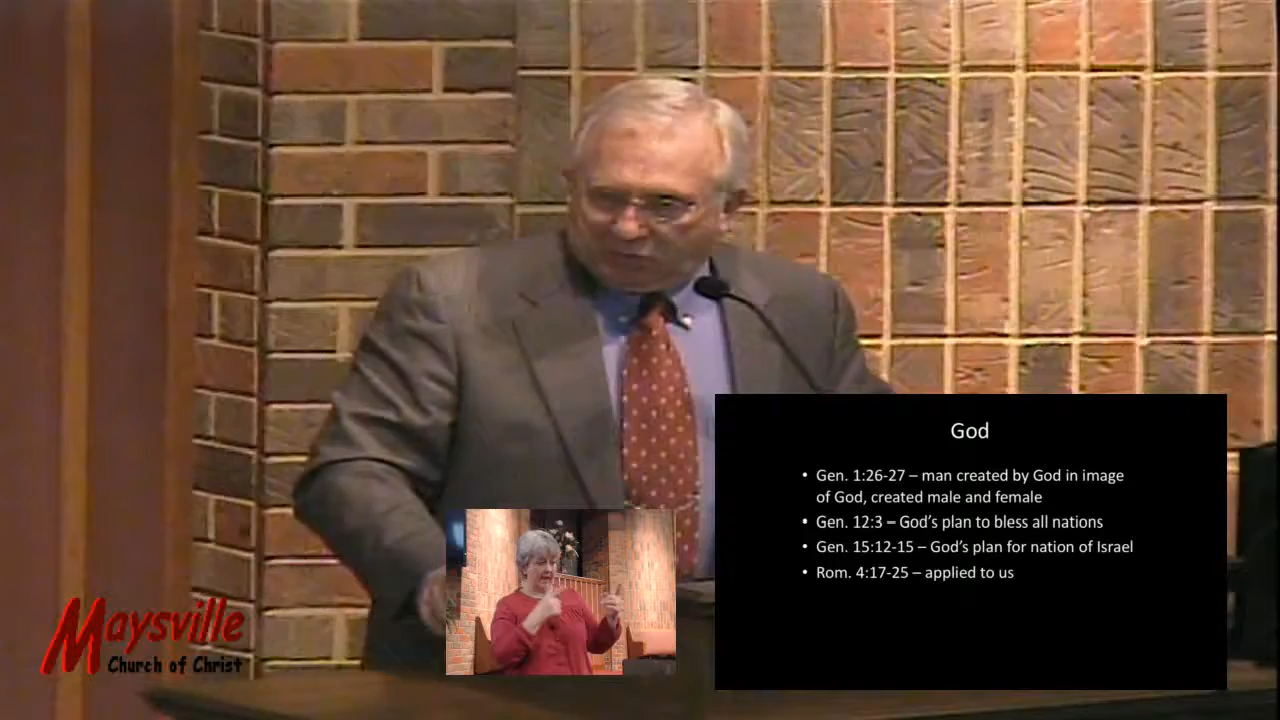 God
• Gen. 1:26-27 – man created by God in image
of God, created male and female
• Gen. 12:3 – God's plan to bless all nations
• Gen. 15:12-15 – God's plan for nation of Israel
• Rom. 4:17-25 – applied to us
Maysville
Church of Christ